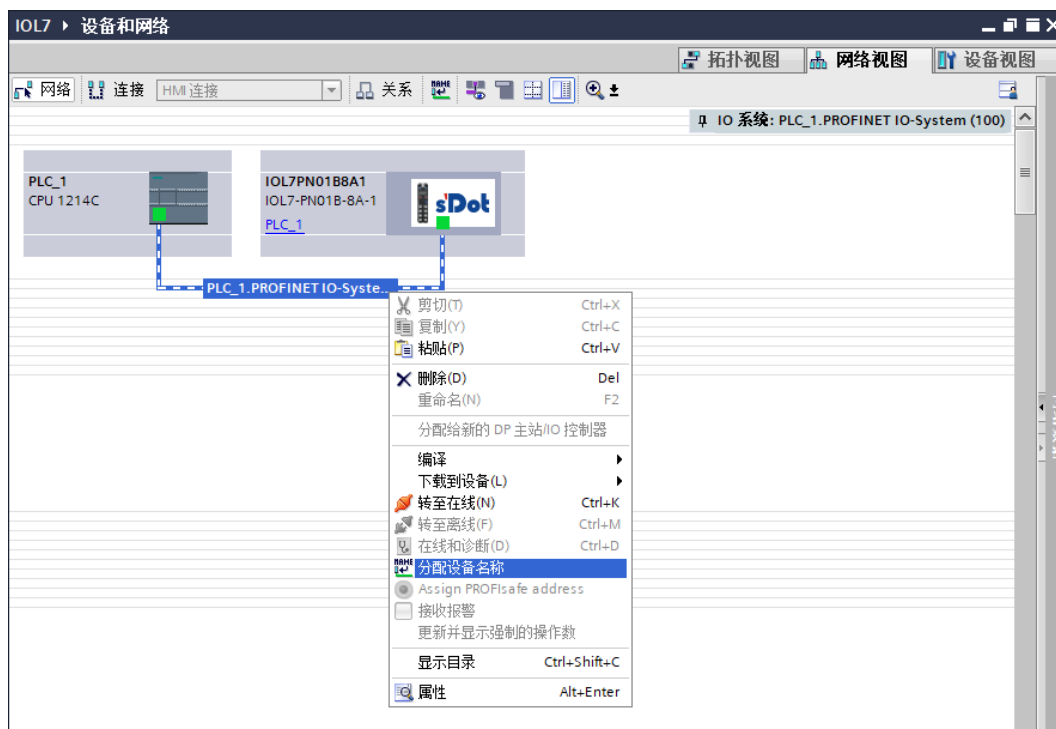 IOL7 ▸ 设备和网络
拓扑视图 网络视图 设备视图
网络 连接 HMI 连接 关系
IO 系统: PLC_1.PROFINET IO-System (100)
PLC_1
CPU 1214C
IOL7PN01B8A1
IOL7-PN01B-8A-1
PLC_1
s'Dot
PLC_1.PROFINET IO-Syste...
剪切(T) Ctrl+X
复制(Y) Ctrl+C
粘贴(P) Ctrl+V
删除(D) Del
重命名(N) F2
分配给新的 DP 主站/IO 控制器
编译
下载到设备(L)
转至在线(N) Ctrl+K
转至离线(F) Ctrl+M
在线和诊断(D) Ctrl+D
分配设备名称
Assign PROFIsafe address
接收报警
更新并显示强制的操作数
显示目录 Ctrl+Shift+C
属性 Alt+Enter